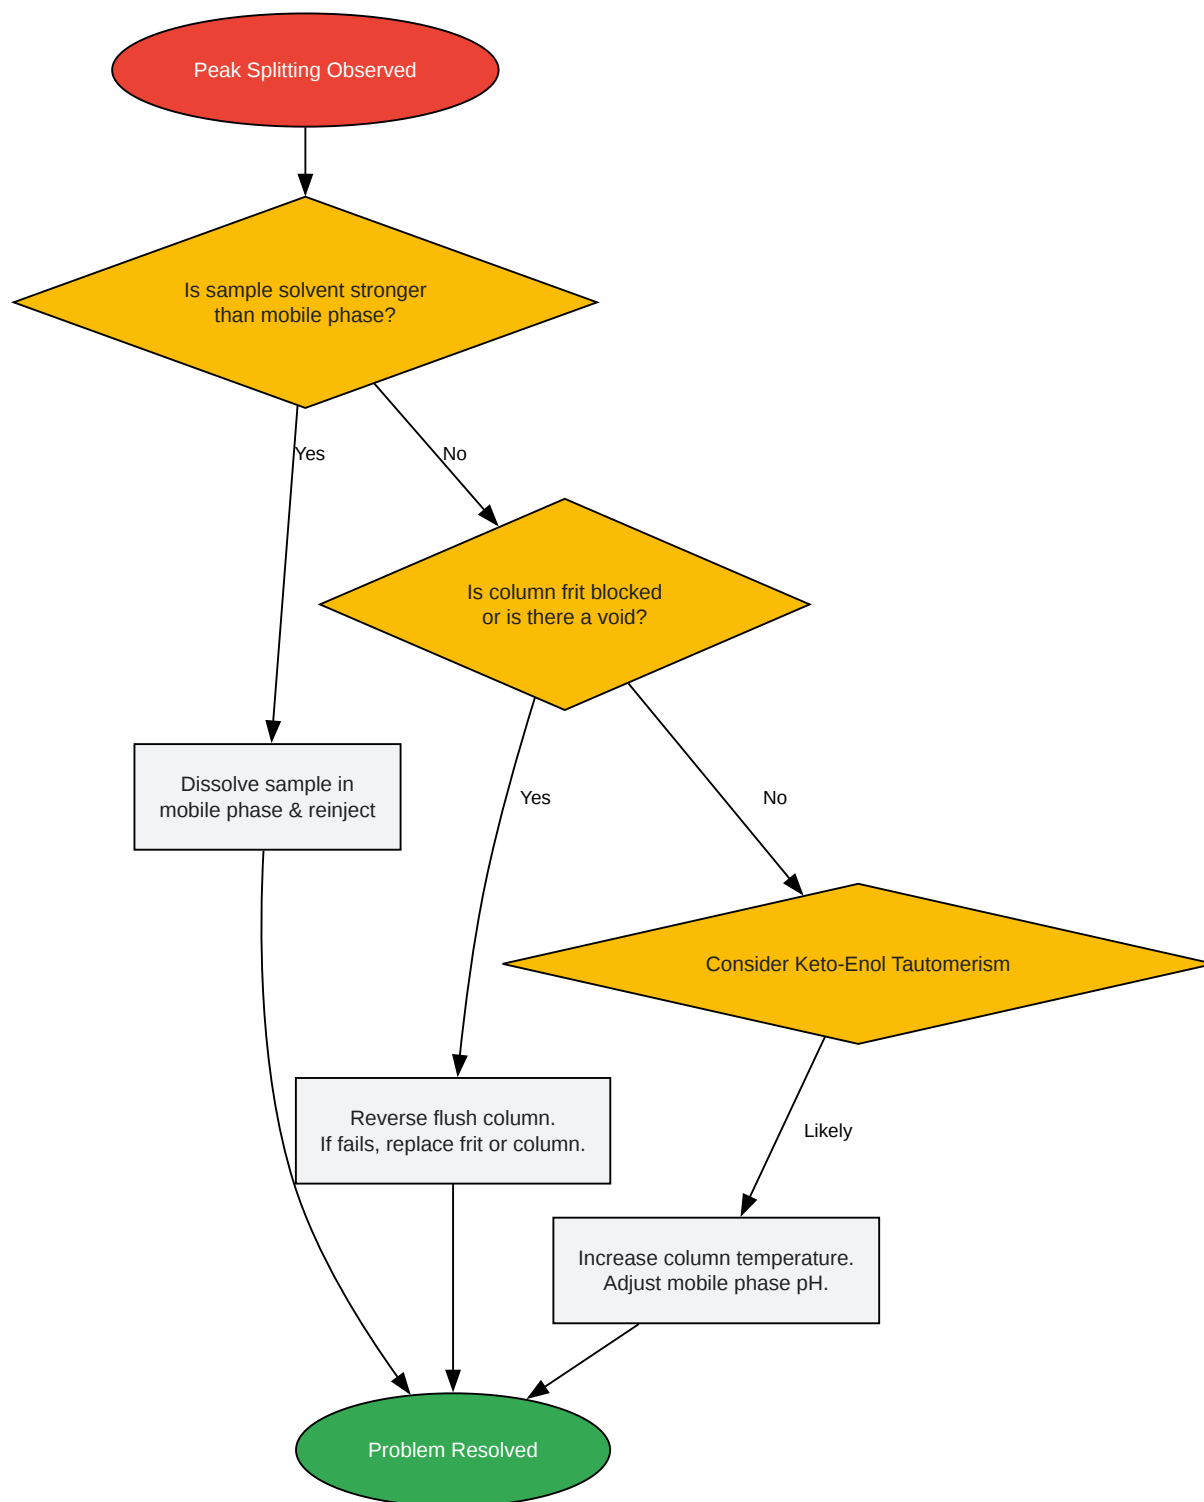 Peak Splitting Observed
Is sample solvent stronger
than mobile phase?
Yes
No
Is column frit blocked
or is there a void?
Dissolve sample in
mobile phase & reinject
Yes
No
Consider Keto-Enol Tautomerism
Reverse flush column.
If fails, replace frit or column.
Likely
Increase column temperature.
Adjust mobile phase pH.
Problem Resolved